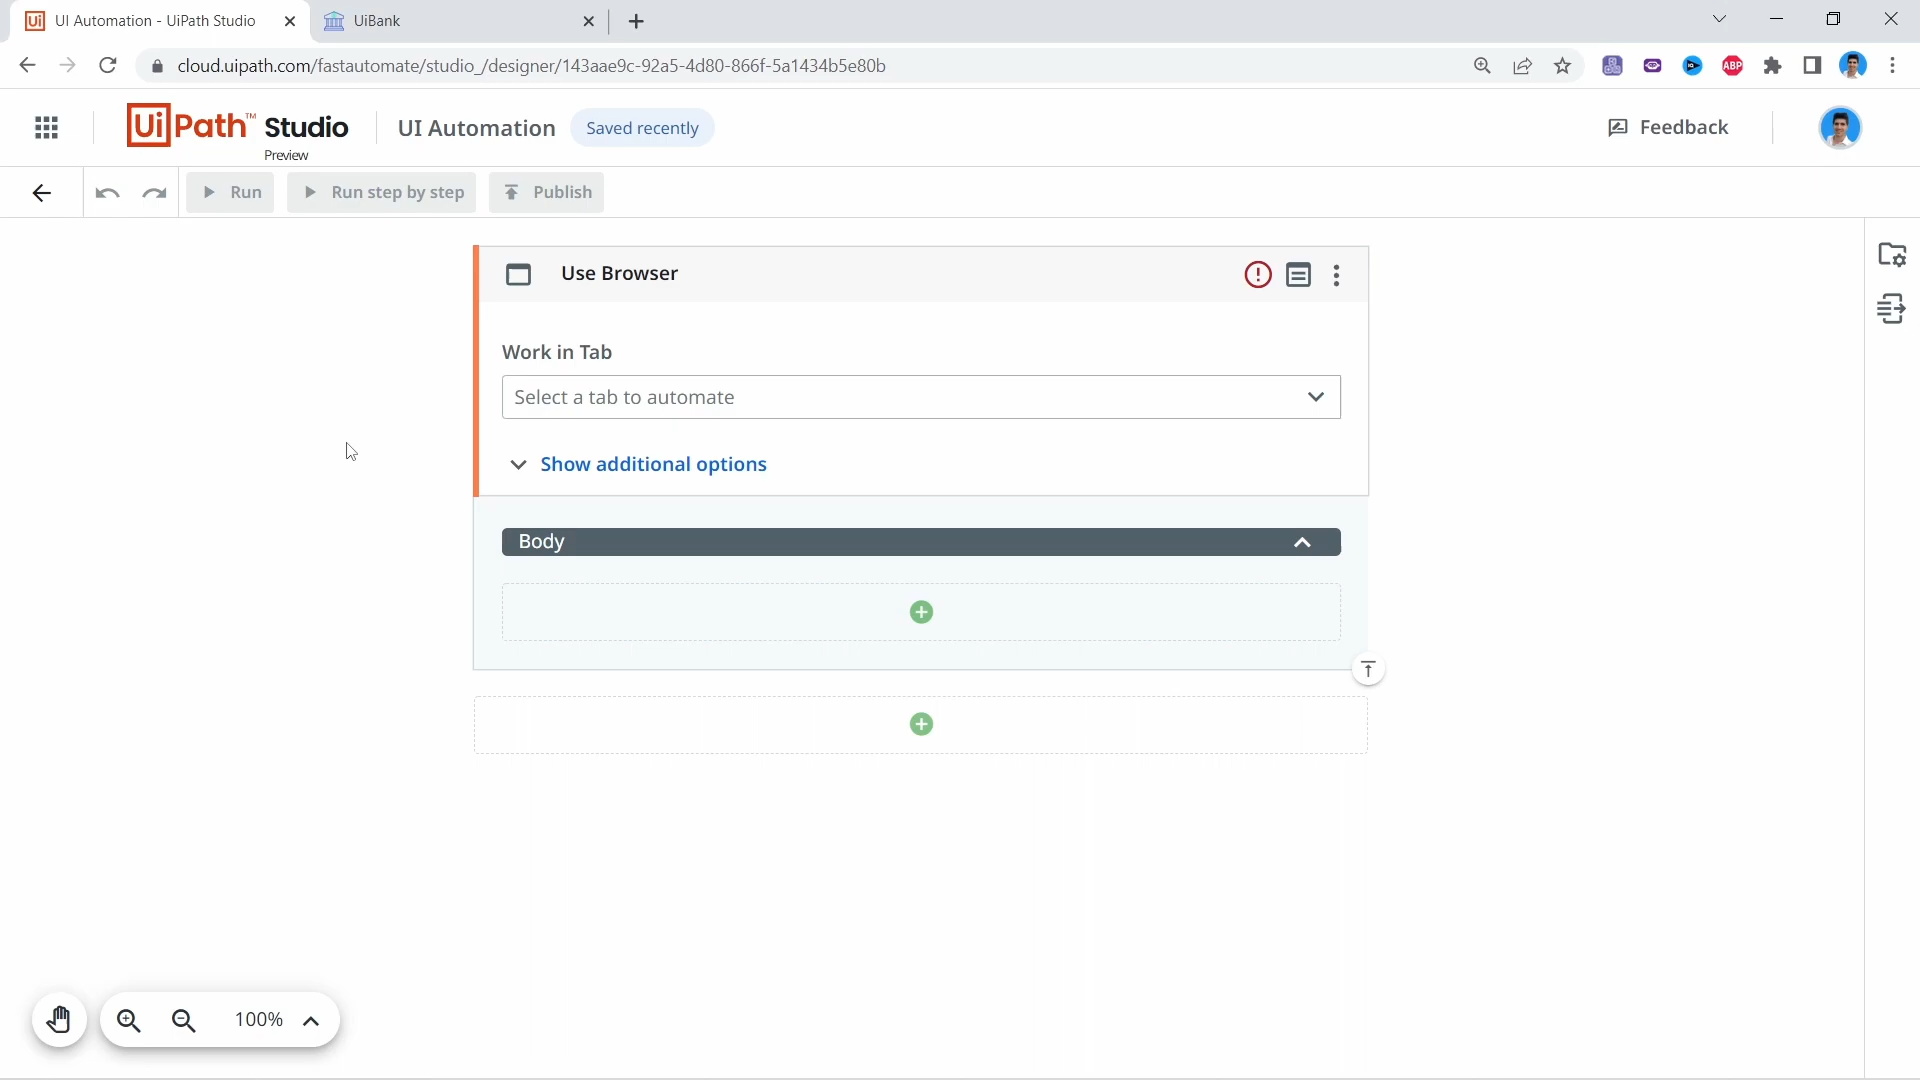 UI Automation - UiPath Studio
UiBank
cloud.uipath.com/fastautomate/studio_/designer/143aae9c-92a5-4d80-866f-5a1434b5e80b
ABP
UiPath™ Studio
Preview
UI Automation
Saved recently
Feedback
Run
Run step by step
Publish
Use Browser
Work in Tab
Select a tab to automate
Show additional options
Body
100%